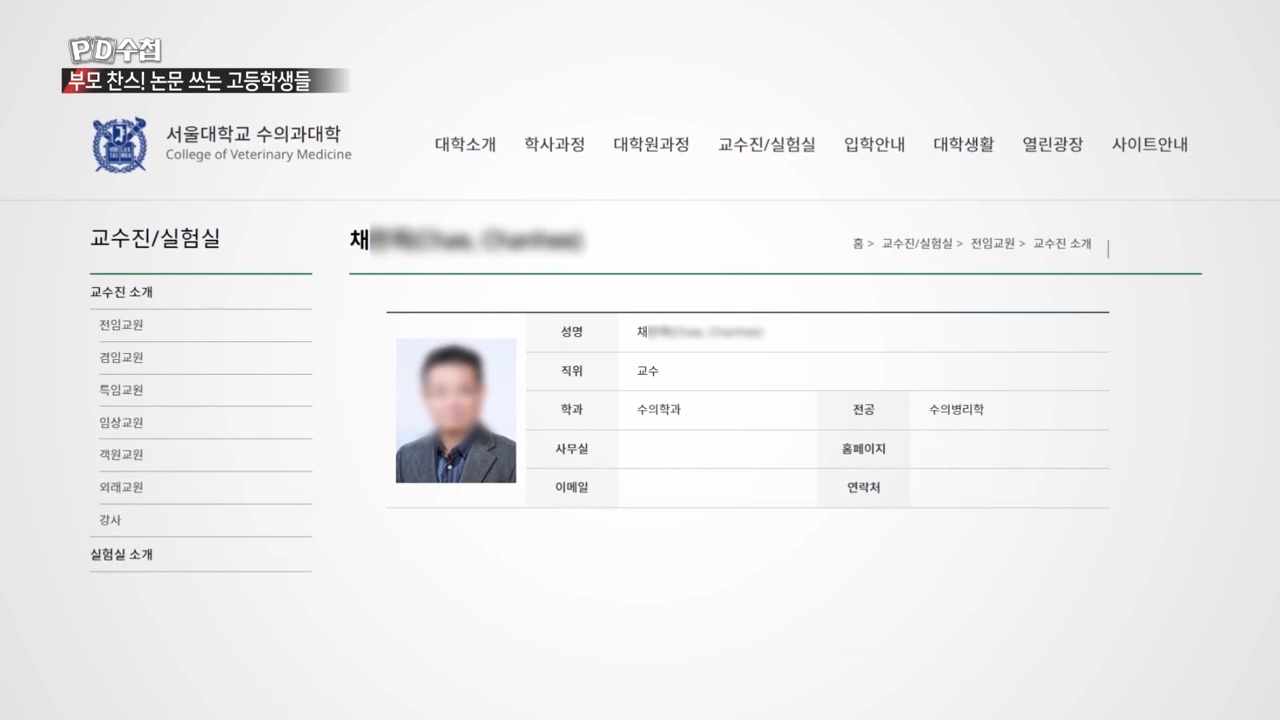 PD수첩
부모 찬스! 논문 쓰는 고등학생들
서울대학교 수의과대학
College of Veterinary Medicine
대학소개 학사과정 대학원과정 교수진/실험실 입학안내 대학생활 열린광장 사이트안내
교수진/실험실
채
홈 > 교수진/실험실 > 전임교원 > 교수진 소개
교수진 소개
전임교원
겸임교원
특임교원
임상교원
객원교원
외래교원
강사
실험실 소개
성명 채
직위 교수
학과 수의학과 전공 수의병리학
사무실 홈페이지
이메일 연락처